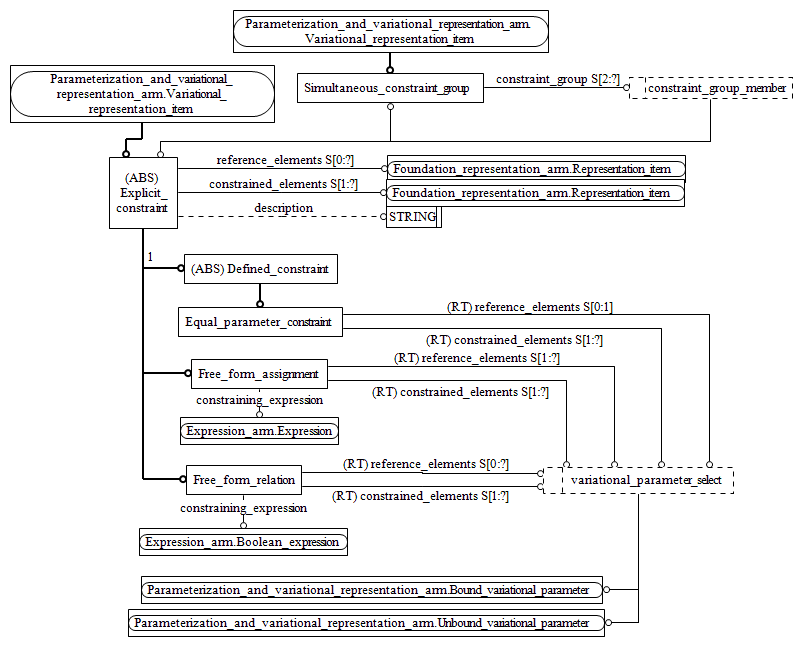 Parameterization_and_variational_representation_arm.
Variational_representation_item
Parameterization_and_variational_
representation_arm.Variational_
representation_item
Simultaneous_constraint_group
constraint_group S[2:?]
constraint_group_member
(ABS)
Explicit_
constraint
reference_elements S[0:?]
Foundation_representation_arm.Representation_item
constrained_elements S[1:?]
Foundation_representation_arm.Representation_item
description
STRING
1
(ABS) Defined_constraint
Equal_parameter_constraint
(RT) reference_elements S[0:1]
(RT) constrained_elements S[1:?]
(RT) reference_elements S[1:?]
Free_form_assignment
(RT) constrained_elements S[1:?]
constraining_expression
Expression_arm.Expression
(RT) reference_elements S[0:?]
Free_form_relation
variational_parameter_select
(RT) constrained_elements S[1:?]
constraining_expression
Expression_arm.Boolean_expression
Parameterization_and_variational_representation_arm.Bound_variational_parameter
Parameterization_and_variational_representation_arm.Unbound_variational_parameter